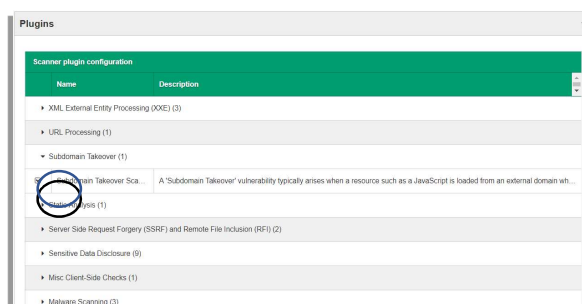 Plugins
Scanner plugin configuration
Name Description
XML External Entity Processing (XXE) (3)
URL Processing (1)
Subdomain Takeover (1)
Subdomain Takeover Sca... A 'Subdomain Takeover' vulnerability typically arises when a resource such as a JavaScript is loaded from an external domain wh...
Static Analysis (1)
Server Side Request Forgery (SSRF) and Remote File Inclusion (RFI) (2)
Sensitive Data Disclosure (9)
Misc Client-Side Checks (1)
Malware Scanning (3)